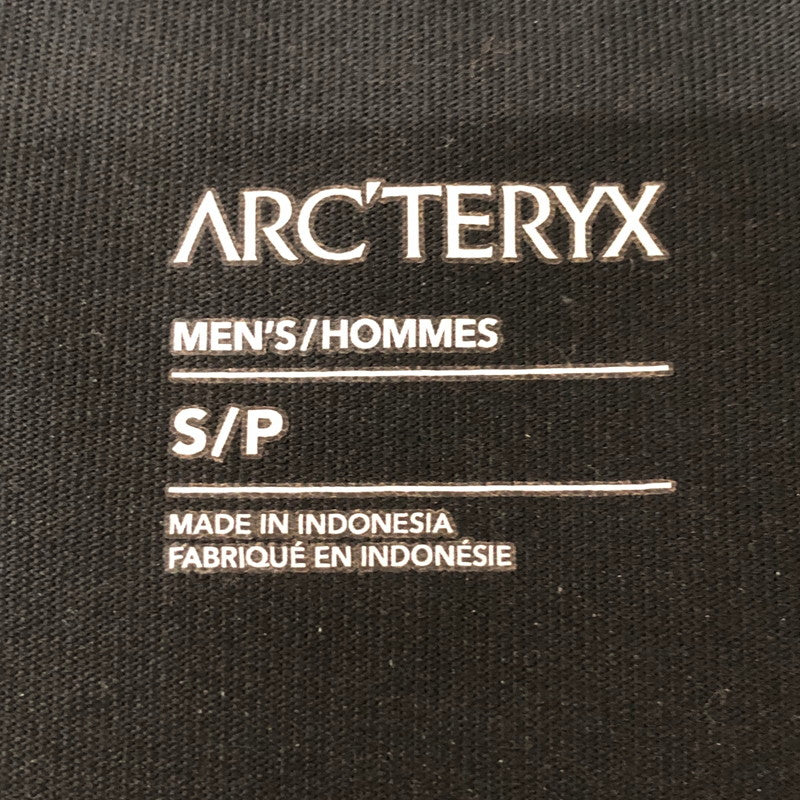 ARC'TERYX
MEN'S/HOMMES
S/P
MADE IN INDONESIA
FABRIQUÉ EN INDONÉSIE